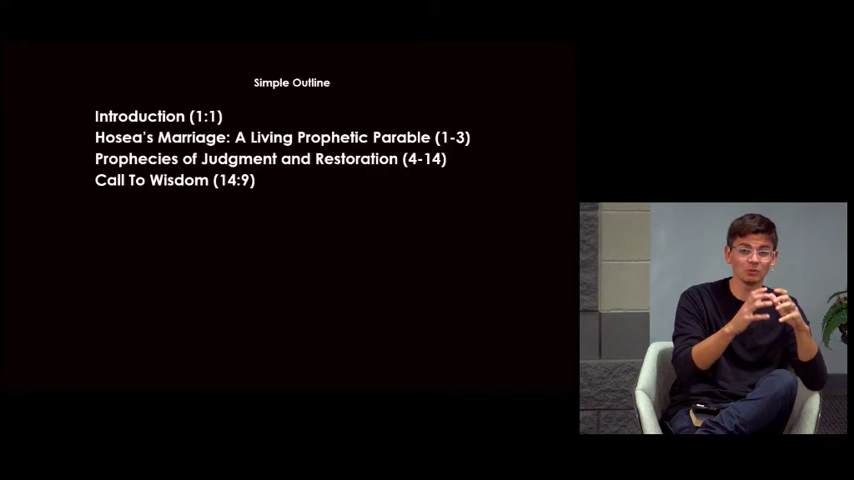 Simple Outline
Introduction (1:1)
Hosea's Marriage: A Living Prophetic Parable (1-3)
Prophecies of Judgment and Restoration (4-14)
Call To Wisdom (14:9)